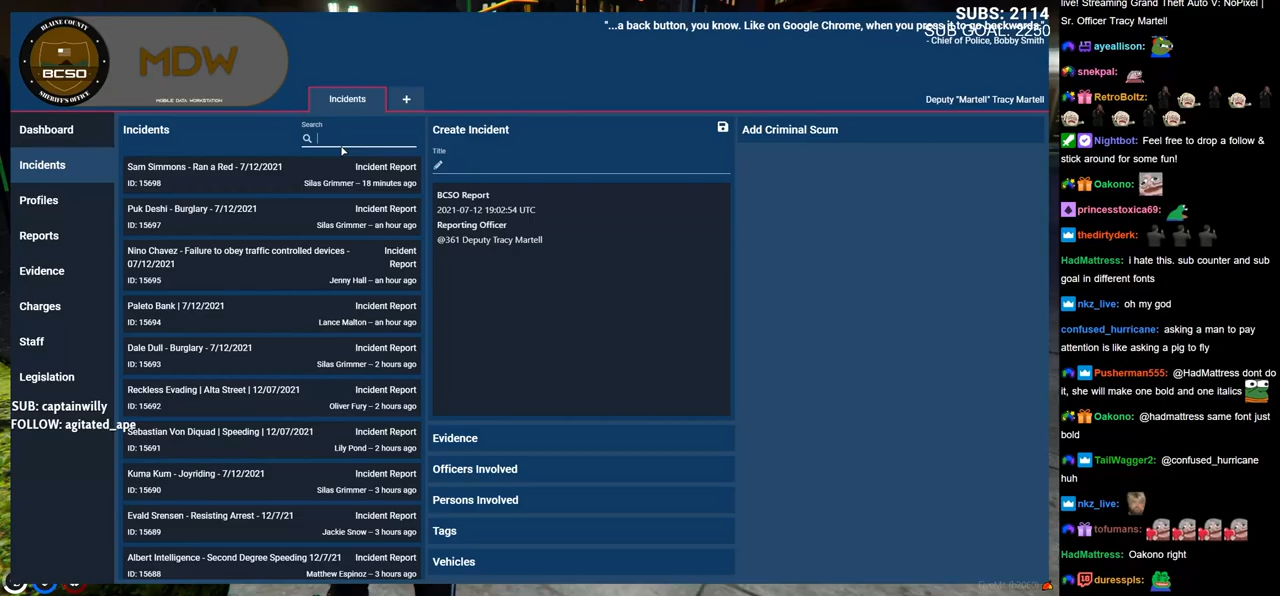 BLAINE COUNTY
BCSO
SHERIFF'S OFFICE
MDW
MOBILE DATA WORKSTATION
Incidents
+
"...a back button, you know. Like on Google Chrome, when you press it to go backwards."
- Chief of Police, Bobby Smith
SUBS: 2114
SUB GOAL: 2250
Deputy "Martell" Tracy Martell
Dashboard
Incidents
Profiles
Reports
Evidence
Charges
Staff
Legislation
SUB: captainwilly
FOLLOW: agitated_ape
Incidents
Search
Sam Simmons - Ran a Red - 7/12/2021 Incident Report
ID: 15698 Silas Grimmer – 18 minutes ago
Puk Deshi - Burglary - 7/12/2021 Incident Report
ID: 15697 Silas Grimmer – an hour ago
Nino Chavez - Failure to obey traffic controlled devices - Incident
07/12/2021 Report
ID: 15695 Jenny Hall – an hour ago
Paleto Bank | 7/12/2021 Incident Report
ID: 15694 Lance Malton – an hour ago
Dale Dull - Burglary - 7/12/2021 Incident Report
ID: 15693 Silas Grimmer – 2 hours ago
Reckless Evading | Alta Street | 12/07/2021 Incident Report
ID: 15692 Oliver Fury – 2 hours ago
Sebastian Von Diquad | Speeding | 12/07/2021 Incident Report
ID: 15691 Lily Pond – 2 hours ago
Kuma Kum - Joyriding - 7/12/2021 Incident Report
ID: 15690 Silas Grimmer – 3 hours ago
Evald Srensen - Resisting Arrest - 12/7/21 Incident Report
ID: 15689 Jackie Snow – 3 hours ago
Albert Intelligence - Second Degree Speeding 12/7/21 Incident Report
ID: 15688 Matthew Espinoz – 3 hours ago
Create Incident
Title
BCSO Report
2021-07-12 19:02:54 UTC
Reporting Officer
@361 Deputy Tracy Martell
Evidence
Officers Involved
Persons Involved
Tags
Vehicles
Add Criminal Scum
live! Streaming Grand Theft Auto V: NoPixel |
Sr. Officer Tracy Martell
ayeallison:
snekpal:
RetroBoltz:
Nightbot: Feel free to drop a follow &
stick around for some fun!
Oakono:
princesstoxica69:
thedirtyderk:
HadMattress: i hate this. sub counter and sub
goal in different fonts
nkz_live: oh my god
confused_hurricane: asking a man to pay
attention is like asking a pig to fly
Pusherman555: @HadMattress dont do
it, she will make one bold and one italics
Oakono: @hadmattress same font just
bold
TailWagger2: @confused_hurricane
huh
nkz_live:
tofumans:
HadMattress: Oakono right
duresspls: